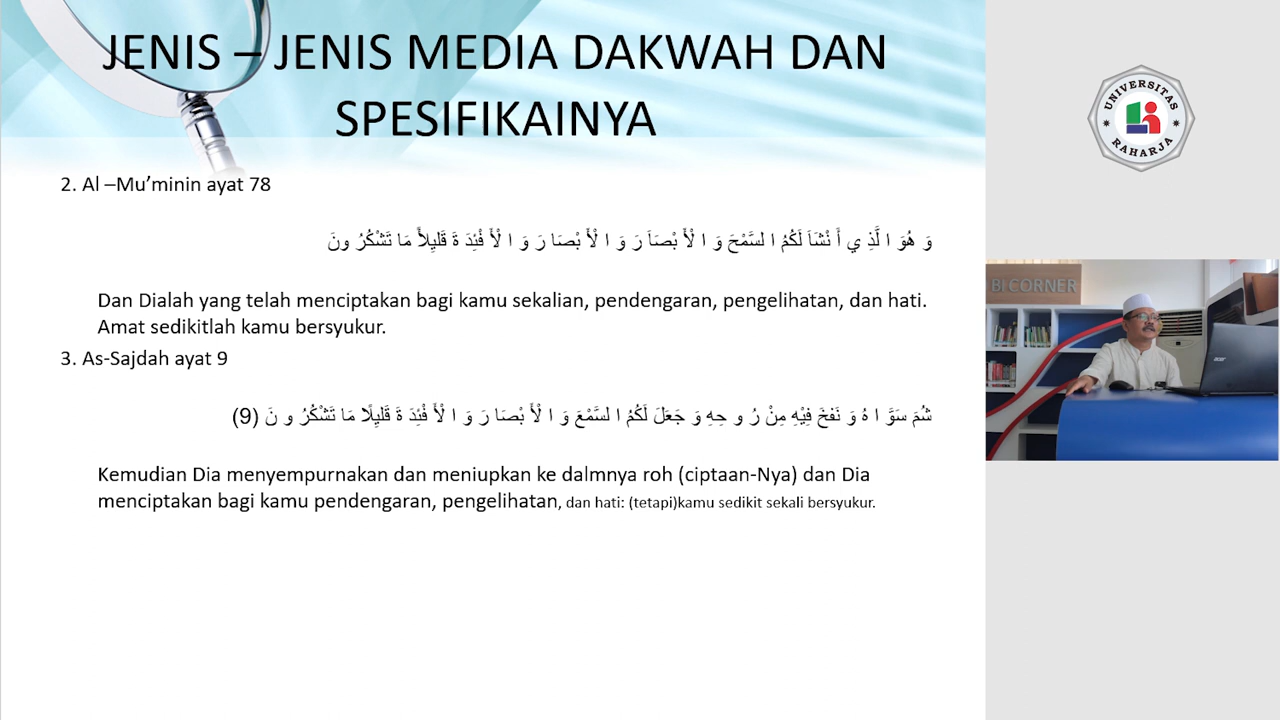 JENIS – JENIS MEDIA DAKWAH DAN
SPESIFIKAINYA
2. Al –Mu’minin ayat 78
وَ هُوَ ا لَّذِ ي أَ نْشَاَ لَكُمُ ا لسَّمْحَ وَ ا لْأَ بْصَاَ رَ وَ ا لْأَ بْصَا رَ وَ ا لْأَ فْئِدَ ةَ قَلِيِلاً مَا تَشْكُرُ ونَ
Dan Dialah yang telah menciptakan bagi kamu sekalian, pendengaran, pengelihatan, dan hati.
Amat sedikitlah kamu bersyukur.
3. As-Sajdah ayat 9
شُمَ سَوَّ ا هُ وَ نَفَخَ فِيْهِ مِنْ رُ و حِهِ وَ جَعَلَ لَكُمُ ا لسَّمْعَ وَ ا لْأَ بْصَا رَ وَ ا لْأَ فْئِدَ ةَ قَلِيِلًا مَا تَشْكُرُ و نَ (9)
Kemudian Dia menyempurnakan dan meniupkan ke dalmnya roh (ciptaan-Nya) dan Dia
menciptakan bagi kamu pendengaran, pengelihatan, dan hati: (tetapi)kamu sedikit sekali bersyukur.
UNIVERSITAS
RAHARJA
BI CORNER
acer